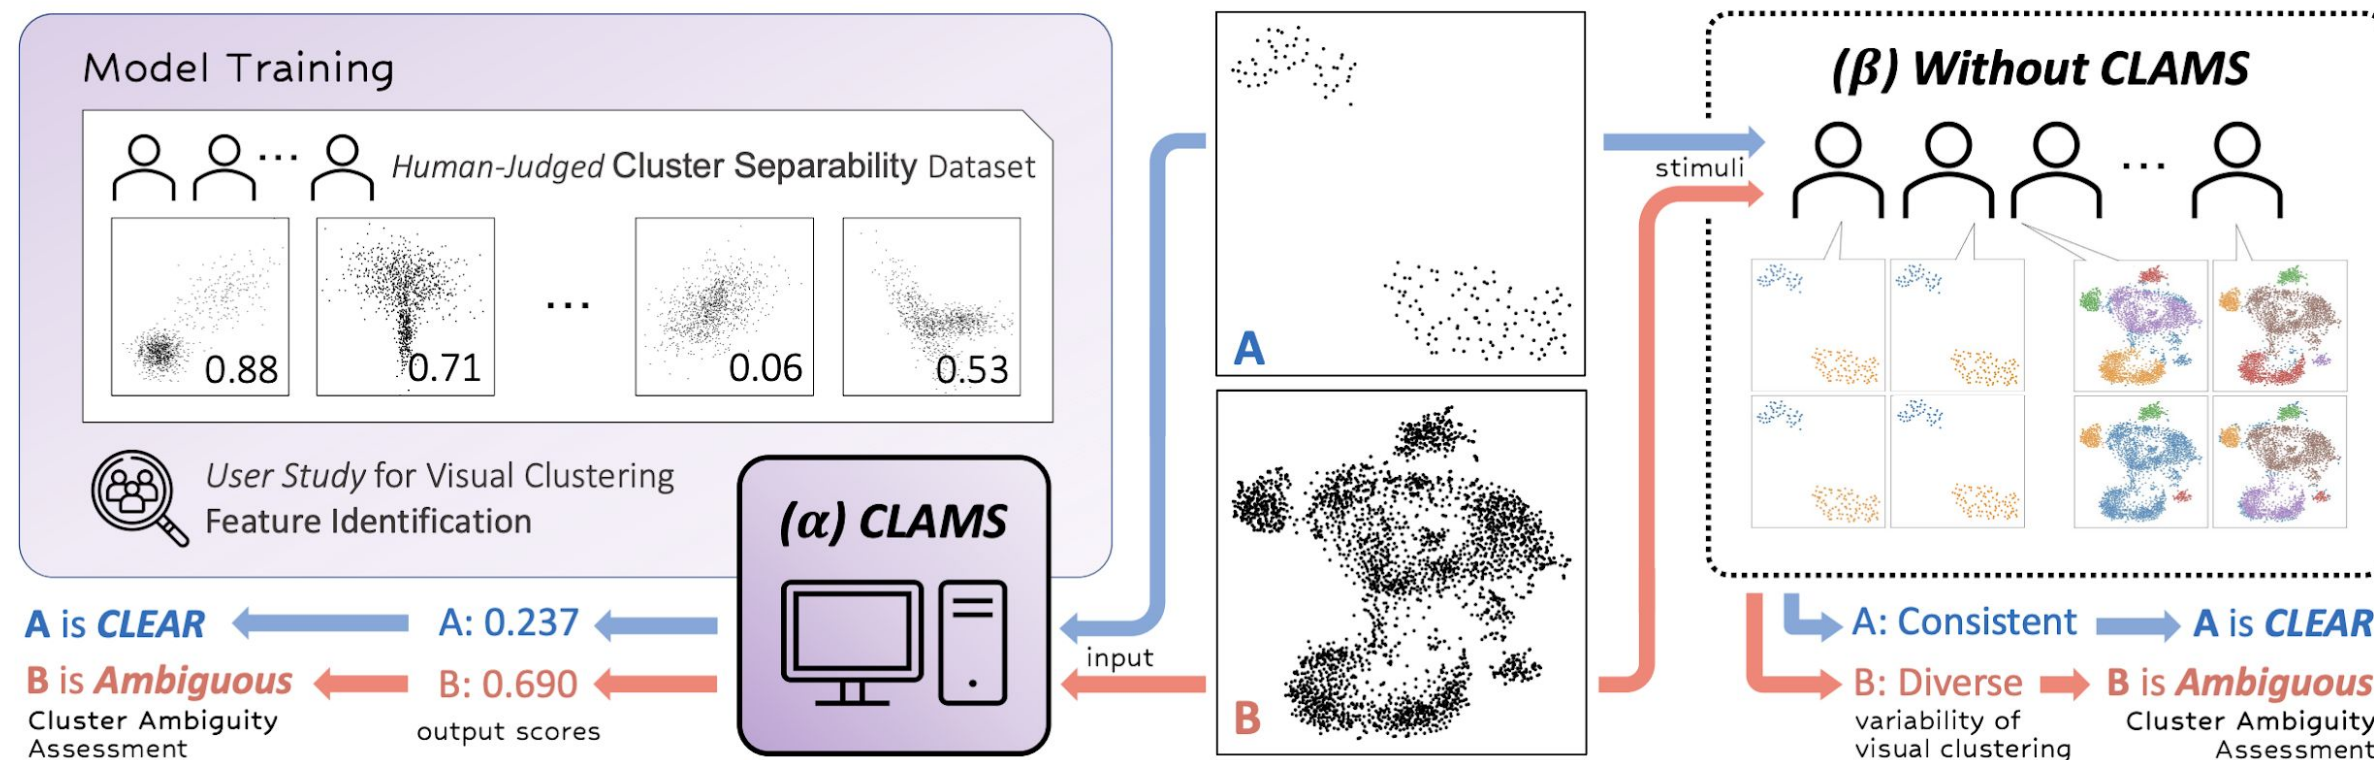 Model Training
Human-Judged Cluster Separability Dataset
0.88
0.71
...
0.06
0.53
User Study for Visual Clustering
Feature Identification
(α) CLAMS
A is CLEAR
A: 0.237
B is Ambiguous
B: 0.690
Cluster Ambiguity
Assessment
output scores
input
A
B
stimuli
(β) Without CLAMS
A: Consistent
A is CLEAR
B: Diverse
B is Ambiguous
variability of
visual clustering
Cluster Ambiguity
Assessment